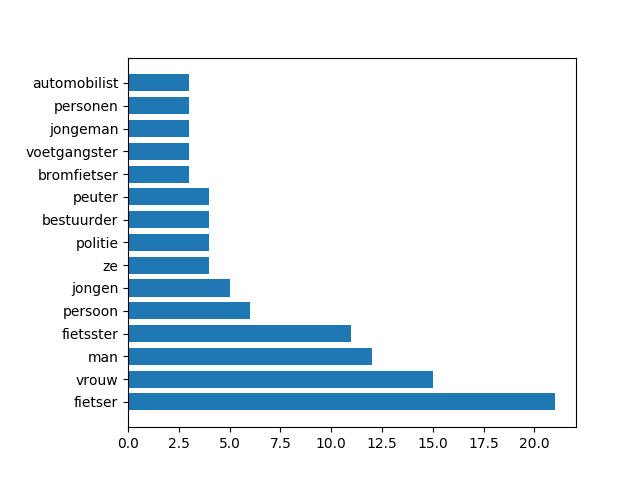 automobilist
personen
jongeman
voetgangster
bromfietser
peuter
bestuurder
politie
ze
jongen
persoon
fietsster
man
vrouw
fietser
0.0 2.5 5.0 7.5 10.0 12.5 15.0 17.5 20.0